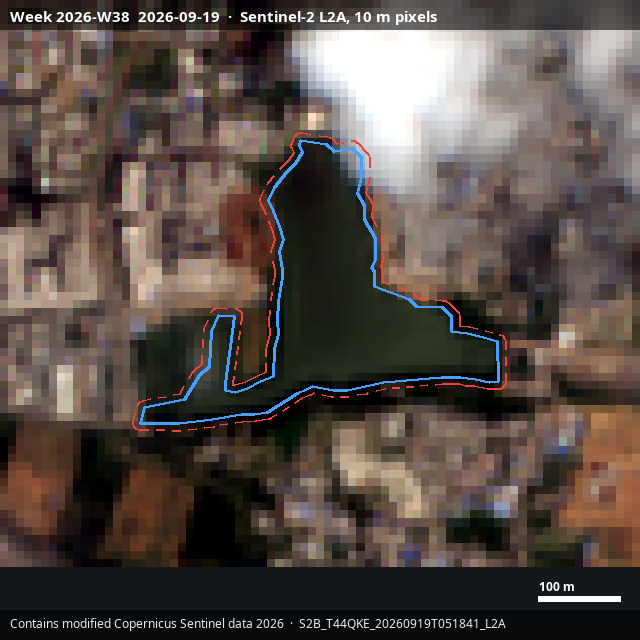 Week 2026-W38  2026-09-19  ·  Sentinel-2 L2A, 10 m pixels
100 m
Contains modified Copernicus Sentinel data 2026  ·  S2B_T44QKE_20260919T051841_L2A